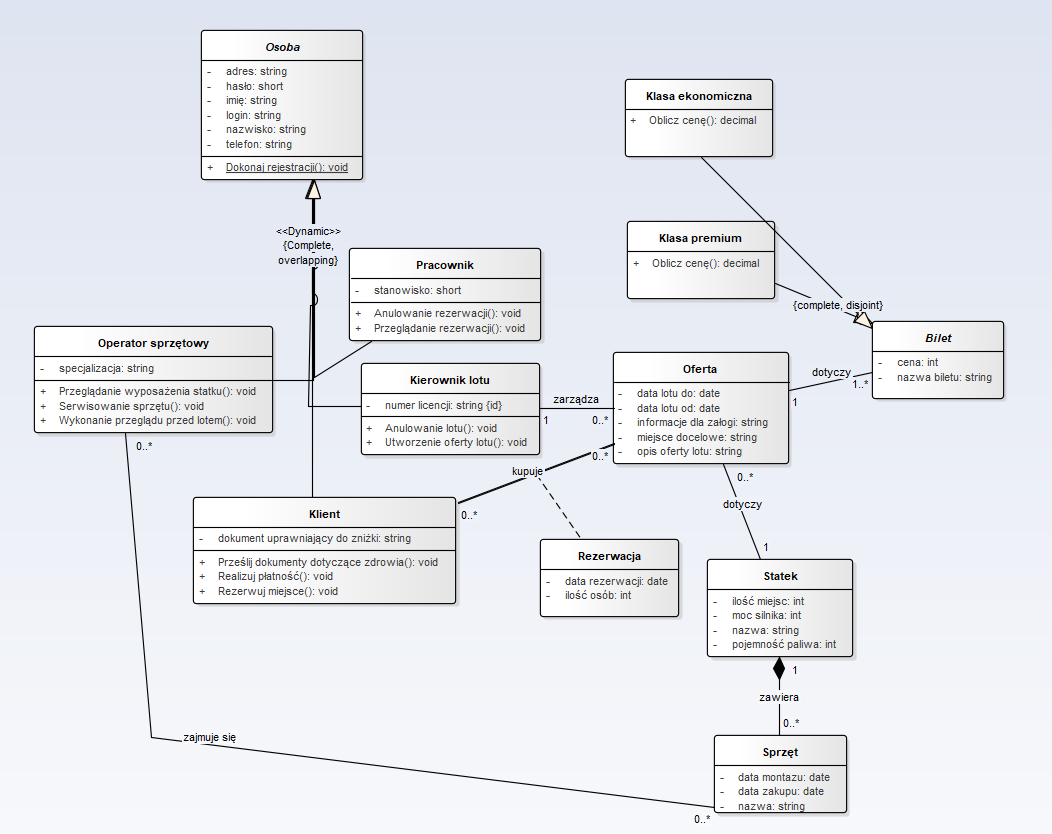 Osoba
- adres: string
- hasło: short
- imię: string
- login: string
- nazwisko: string
- telefon: string
+ Dokonaj rejestracji(): void
<<Dynamic>>
{Complete,
overlapping}
Klasa ekonomiczna
+ Oblicz cenę(): decimal
Klasa premium
+ Oblicz cenę(): decimal
{complete, disjoint}
Bilet
- cena: int
- nazwa biletu: string
Pracownik
- stanowisko: short
+ Anulowanie rezerwacji(): void
+ Przeglądanie rezerwacji(): void
Operator sprzętowy
- specjalizacja: string
+ Przeglądanie wyposażenia statku(): void
+ Serwisowanie sprzętu(): void
+ Wykonanie przeglądu przed lotem(): void
0..*
Kierownik lotu
- numer licencji: string {id}
+ Anulowanie lotu(): void
+ Utworzenie oferty lotu(): void
zarządza
1
0..*
Oferta
- data lotu do: date
- data lotu od: date
- informacje dla załogi: string
- miejsce docelowe: string
- opis oferty lotu: string
dotyczy
1..*
1
0..*
kupuje
0..*
0..*
dotyczy
1
Klient
- dokument uprawniający do zniżki: string
+ Prześlij dokumenty dotyczące zdrowia(): void
+ Realizuj płatność(): void
+ Rezerwuj miejsce(): void
Rezerwacja
- data rezerwacji: date
- ilość osób: int
Statek
- ilość miejsc: int
- moc silnika: int
- nazwa: string
- pojemność paliwa: int
1
zawiera
0..*
zajmuje się
Sprzęt
- data montazu: date
- data zakupu: date
- nazwa: string
0..*